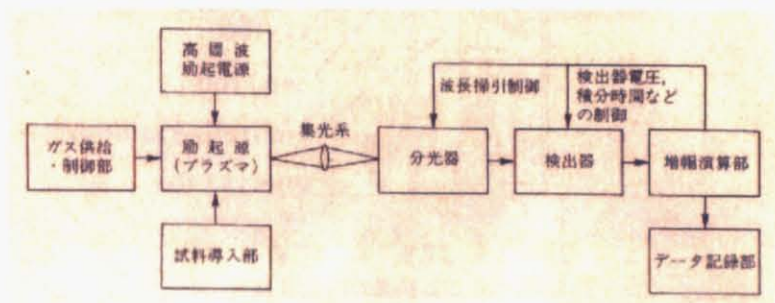 高周波
励起電源
ガス供給
・制御部
励起源
(プラズマ)
試料導入部
集光系
分光器
波長掃引制御
検出器
検出器電圧,
積分時間など
の制御
増幅演算部
データ記録部